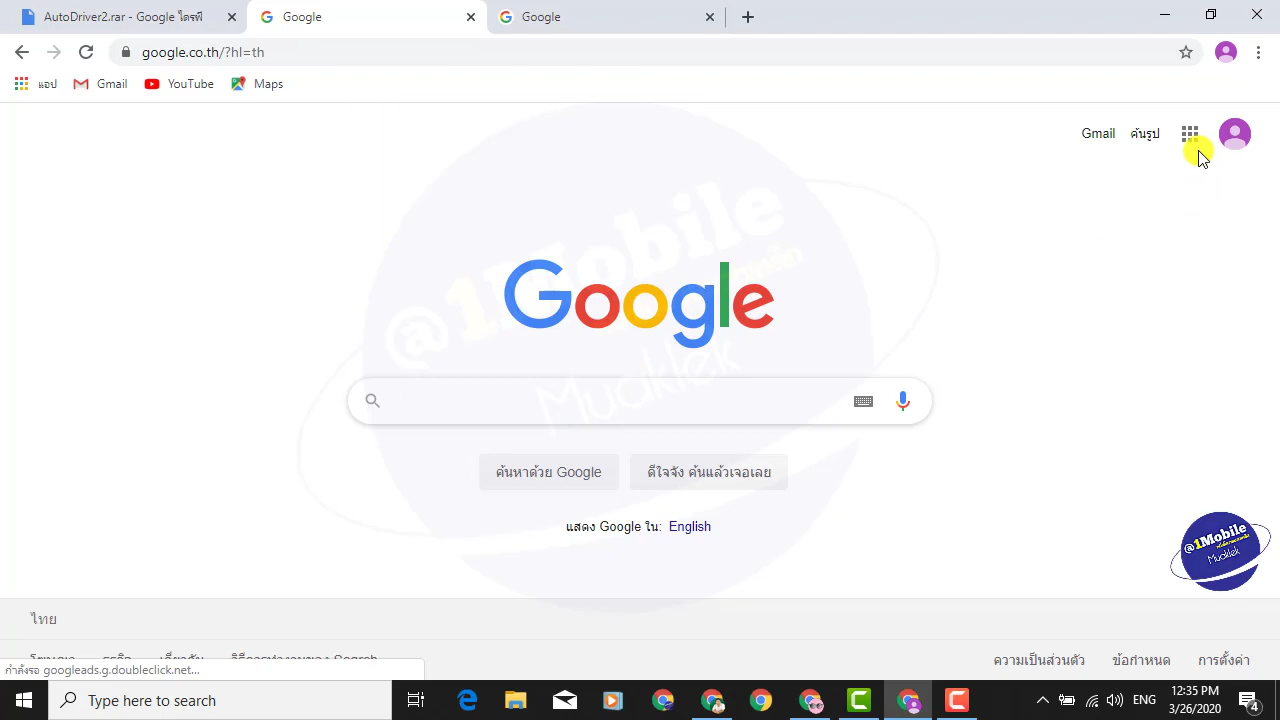 AutoDriver2.rar - Google ไดรฟ์
Google
Google
google.co.th/?hl=th
แอป
Gmail
YouTube
Maps
Gmail
ค้นรูป
@1Mobile
Muaklek
Google
ค้นหาด้วย Google
ดีใจจัง ค้นแล้วเจอเลย
แสดง Google ใน: English
@1Mobile
Muaklek
ไทย
ความเป็นส่วนตัว
ข้อกำหนด
การตั้งค่า
กำลังรอ googleads.g.doubleclick.net...
Type here to search
ENG
12:35 PM
3/26/2020
4